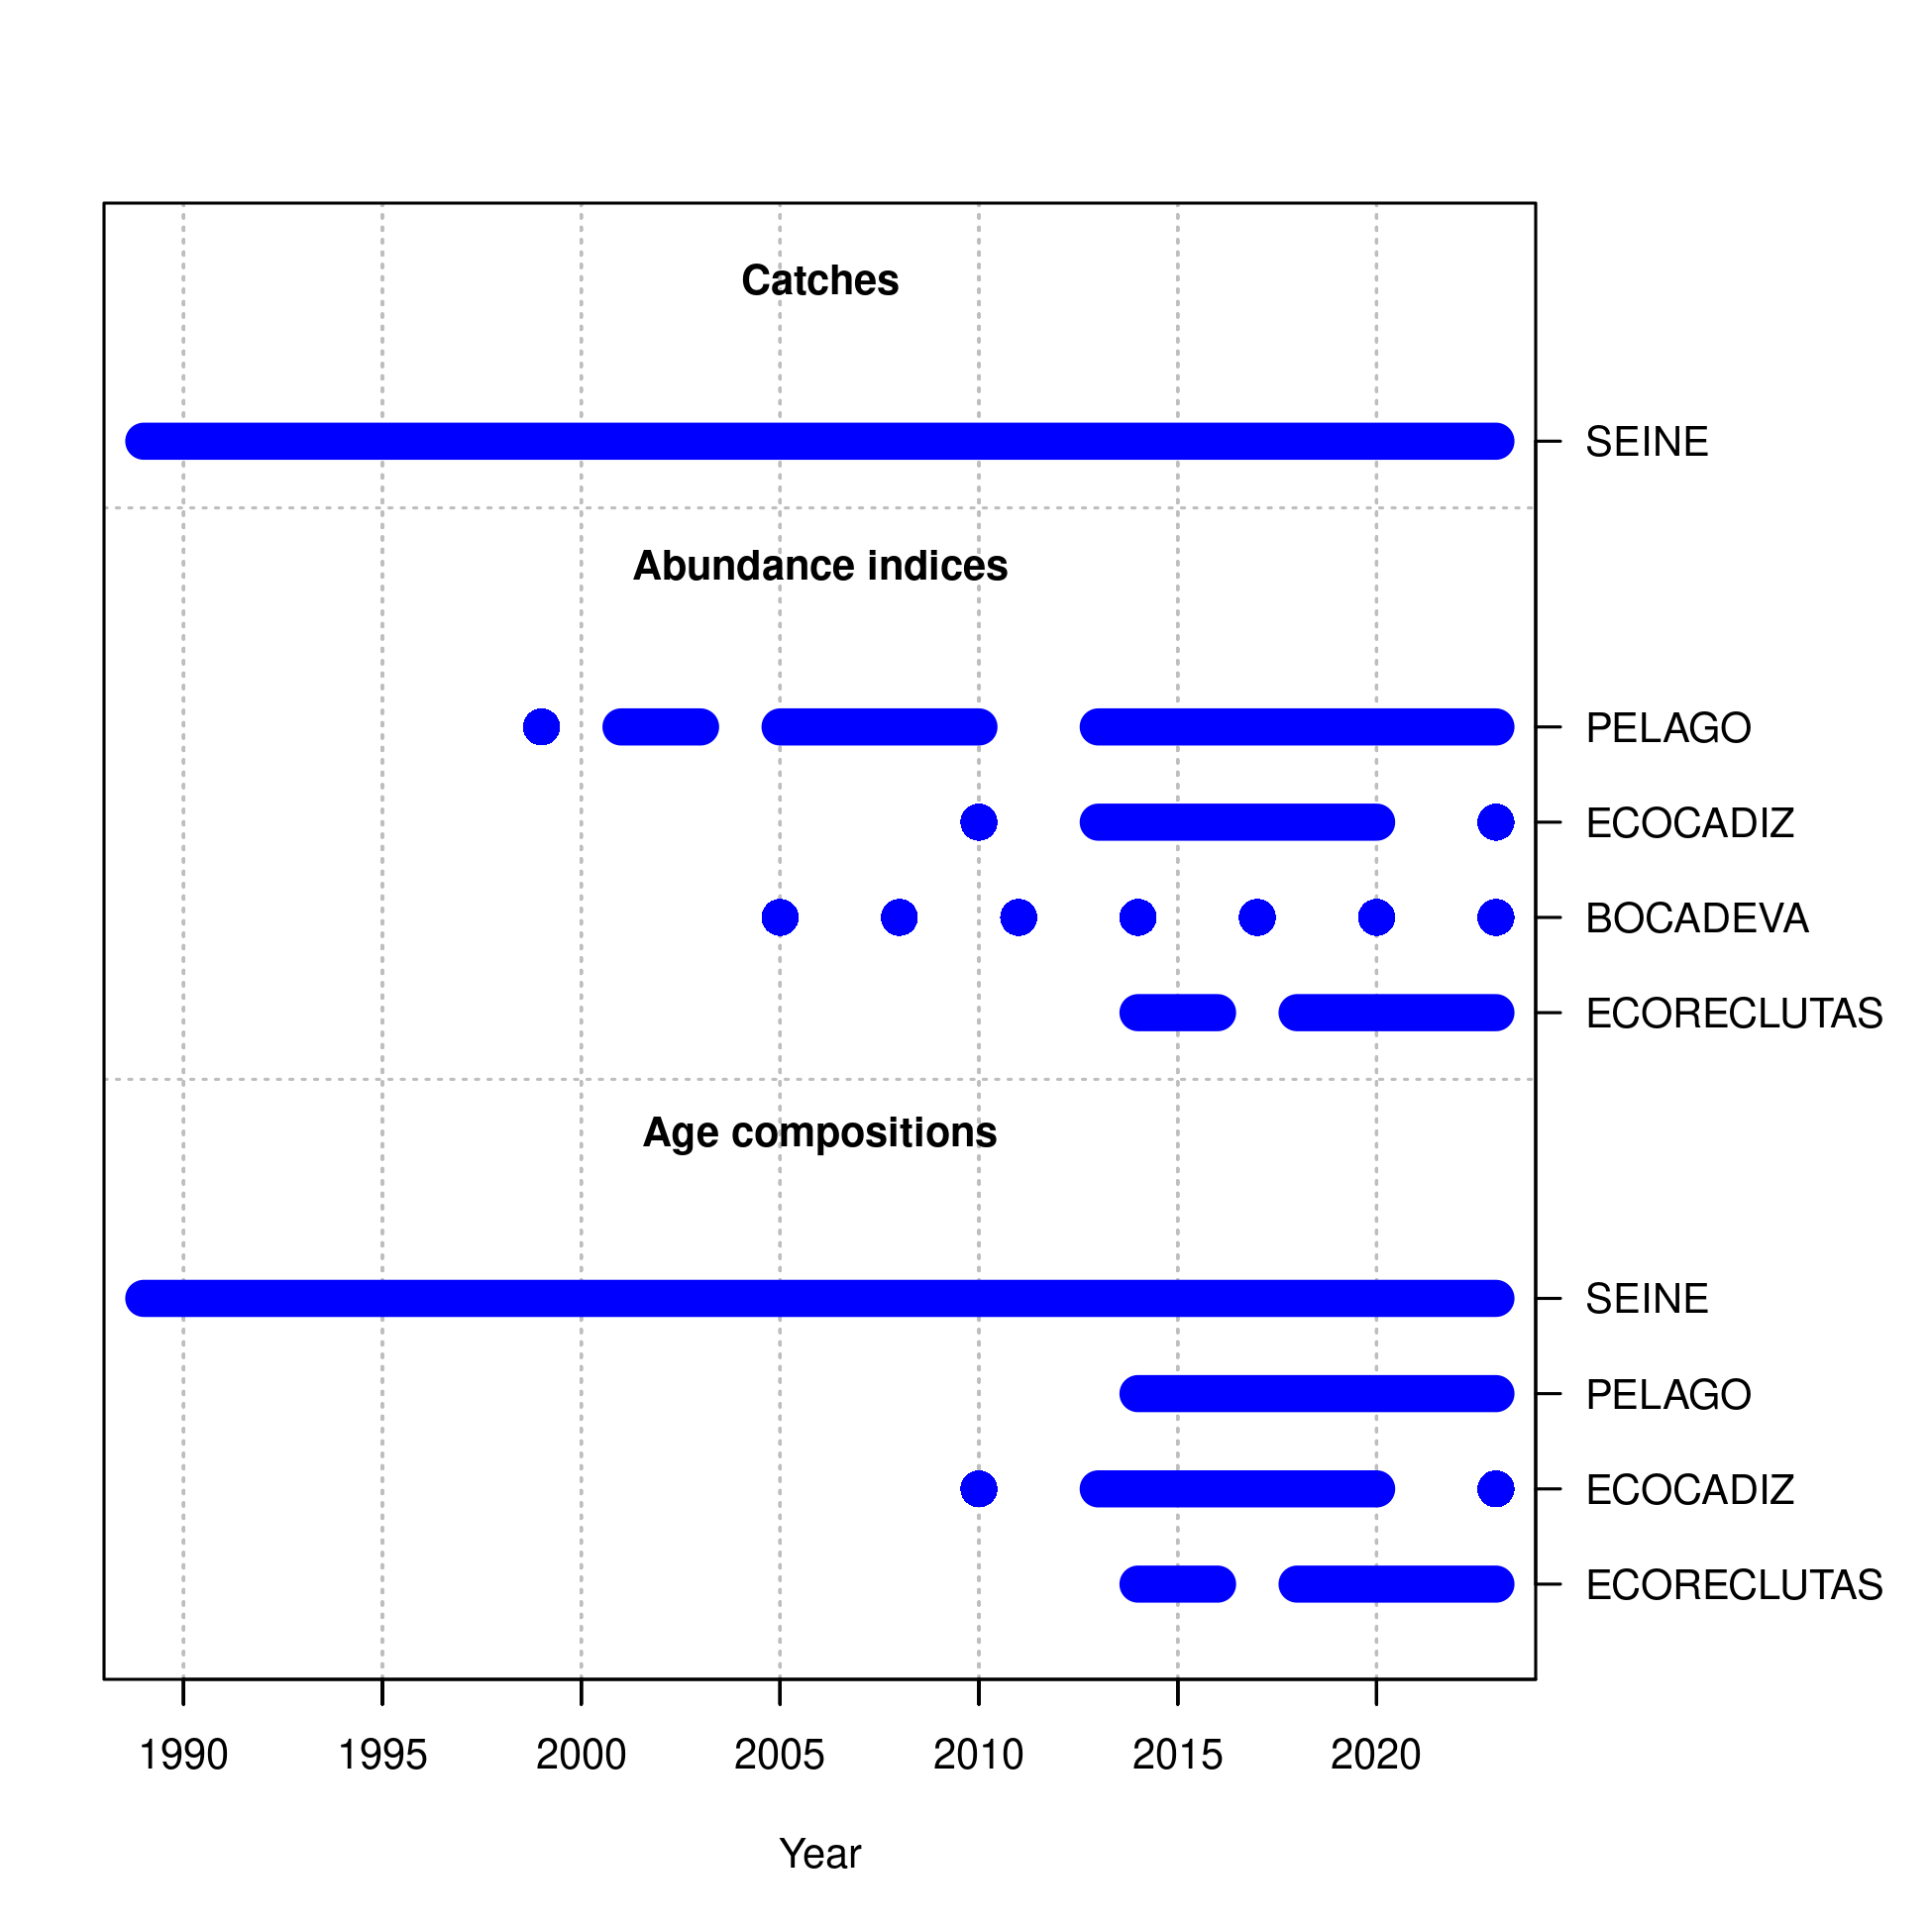 Catches
SEINE
Abundance indices
PELAGO
ECOCADIZ
BOCADEVA
ECORECLUTAS
Age compositions
SEINE
PELAGO
ECOCADIZ
ECORECLUTAS
1990 1995 2000 2005 2010 2015 2020
Year